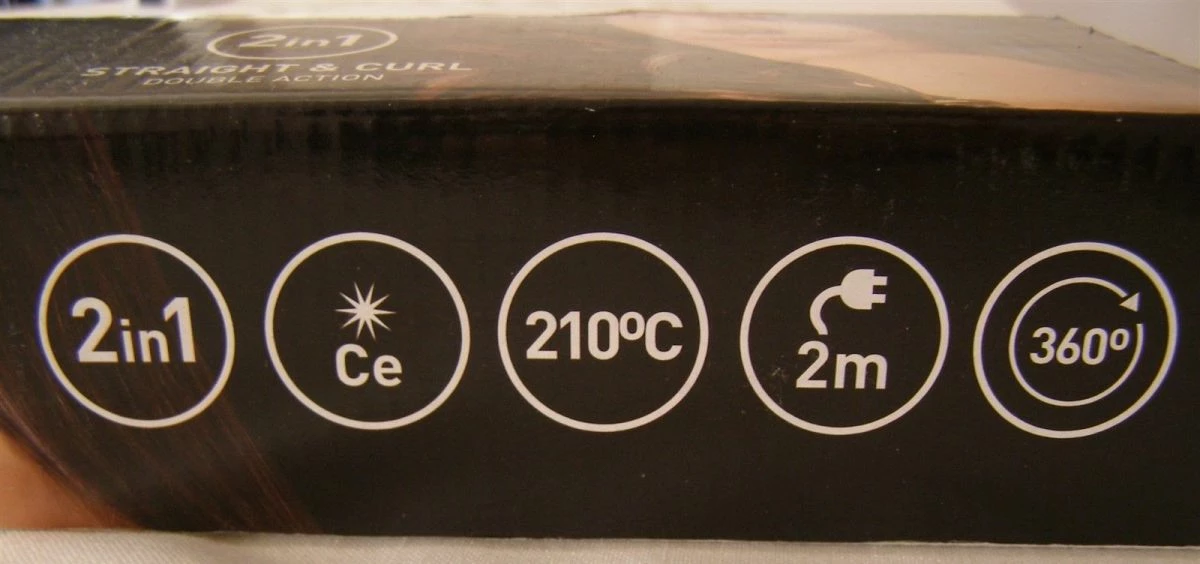 2in1
STRAIGHT & CURL
DOUBLE ACTION
2in1
Ce
210ºC
2m
360º